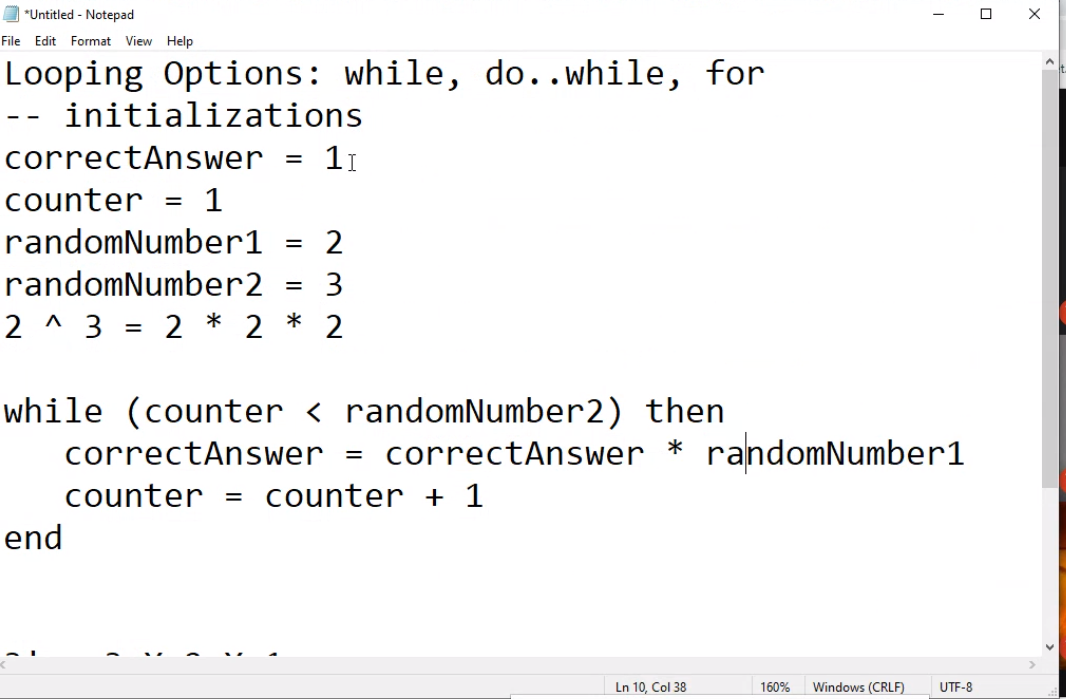 *Untitled - Notepad
File Edit Format View Help
Looping Options: while, do..while, for
-- initializations
correctAnswer = 1
counter = 1
randomNumber1 = 2
randomNumber2 = 3
2 ^ 3 = 2 * 2 * 2
while (counter < randomNumber2) then
correctAnswer = correctAnswer * randomNumber1
counter = counter + 1
end
Ln 10, Col 38 160% Windows (CRLF) UTF-8